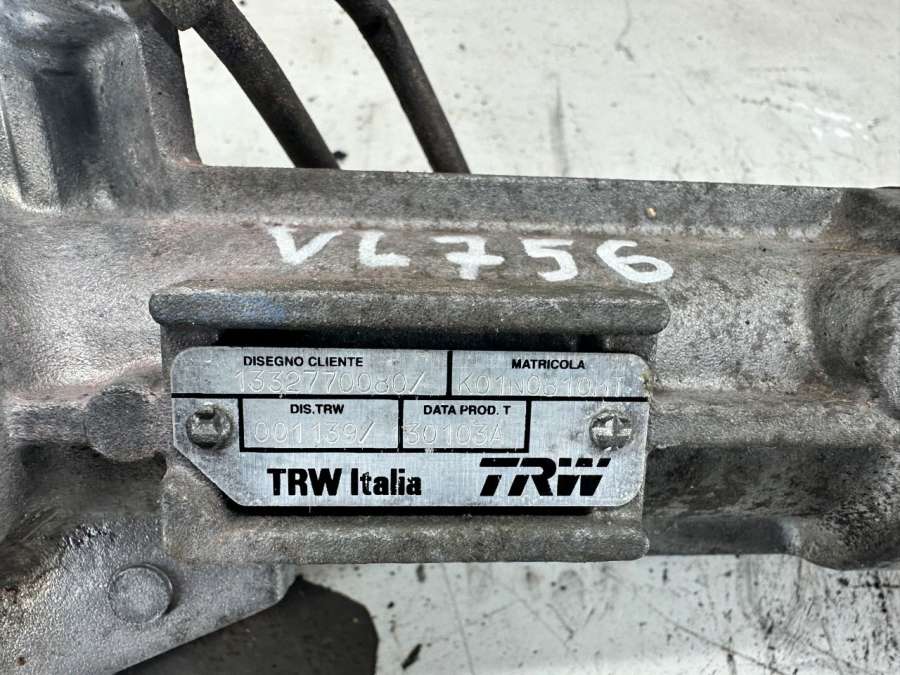 VL756
DISEGNO CLIENTE MATRICOLA
1332770080/
DIS.TRW DATA PROD. T
001139/ 30103A
TRW Italia TRW